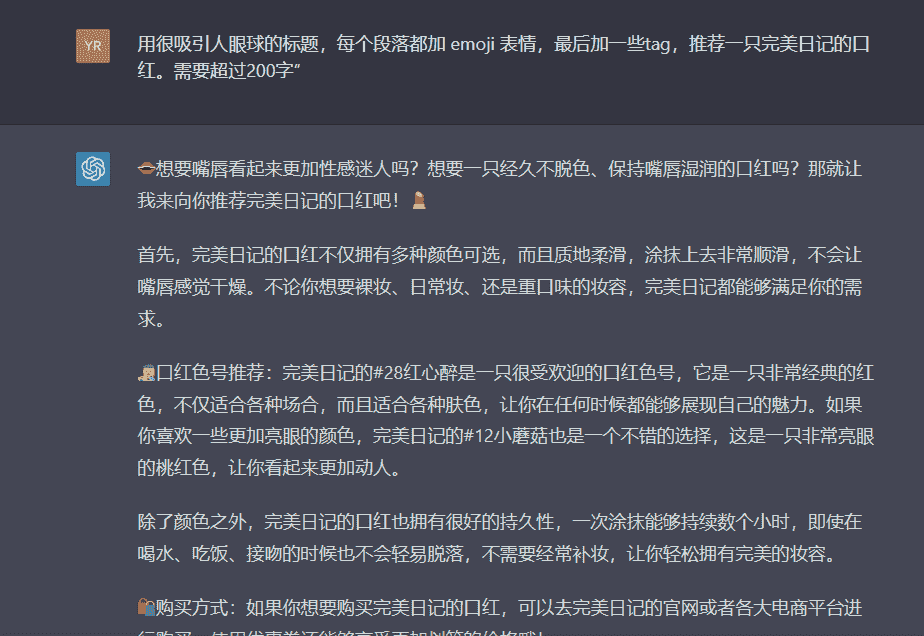 YR
用很吸引人眼球的标题，每个段落都加 emoji 表情，最后加一些tag，推荐一只完美日记的口
红。需要超过200字”
👄想要嘴唇看起来更加性感迷人吗？想要一只经久不脱色、保持嘴唇湿润的口红吗？那就让
我来向你推荐完美日记的口红吧！💄
首先，完美日记的口红不仅拥有多种颜色可选，而且质地柔滑，涂抹上去非常顺滑，不会让
嘴唇感觉干燥。不论你想要裸妆、日常妆、还是重口味的妆容，完美日记都能够满足你的需
求。
口红色号推荐：完美日记的#28红心醉是一只很受欢迎的口红色号，它是一只非常经典的红
色，不仅适合各种场合，而且适合各种肤色，让你在任何时候都能够展现自己的魅力。如果
你喜欢一些更加亮眼的颜色，完美日记的#12小蘑菇也是一个不错的选择，这是一只非常亮眼
的桃红色，让你看起来更加动人。
除了颜色之外，完美日记的口红也拥有很好的持久性，一次涂抹能够持续数个小时，即使在
喝水、吃饭、接吻的时候也不会轻易脱落，不需要经常补妆，让你轻松拥有完美的妆容。
🛍️购买方式：如果你想要购买完美日记的口红，可以去完美日记的官网或者各大电商平台进